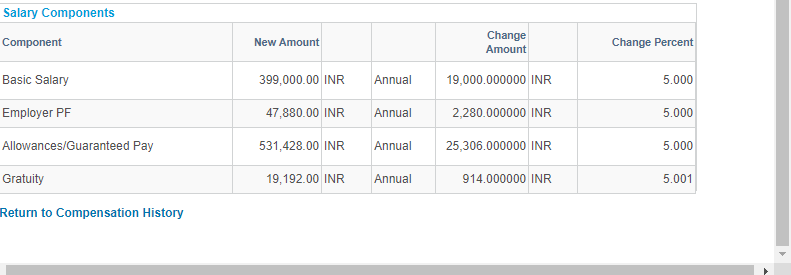 Salary Components
Component New Amount Change Amount Change Percent
Basic Salary 399,000.00 INR Annual 19,000.000000 INR 5.000
Employer PF 47,880.00 INR Annual 2,280.000000 INR 5.000
Allowances/Guaranteed Pay 531,428.00 INR Annual 25,306.000000 INR 5.000
Gratuity 19,192.00 INR Annual 914.000000 INR 5.001
Return to Compensation History